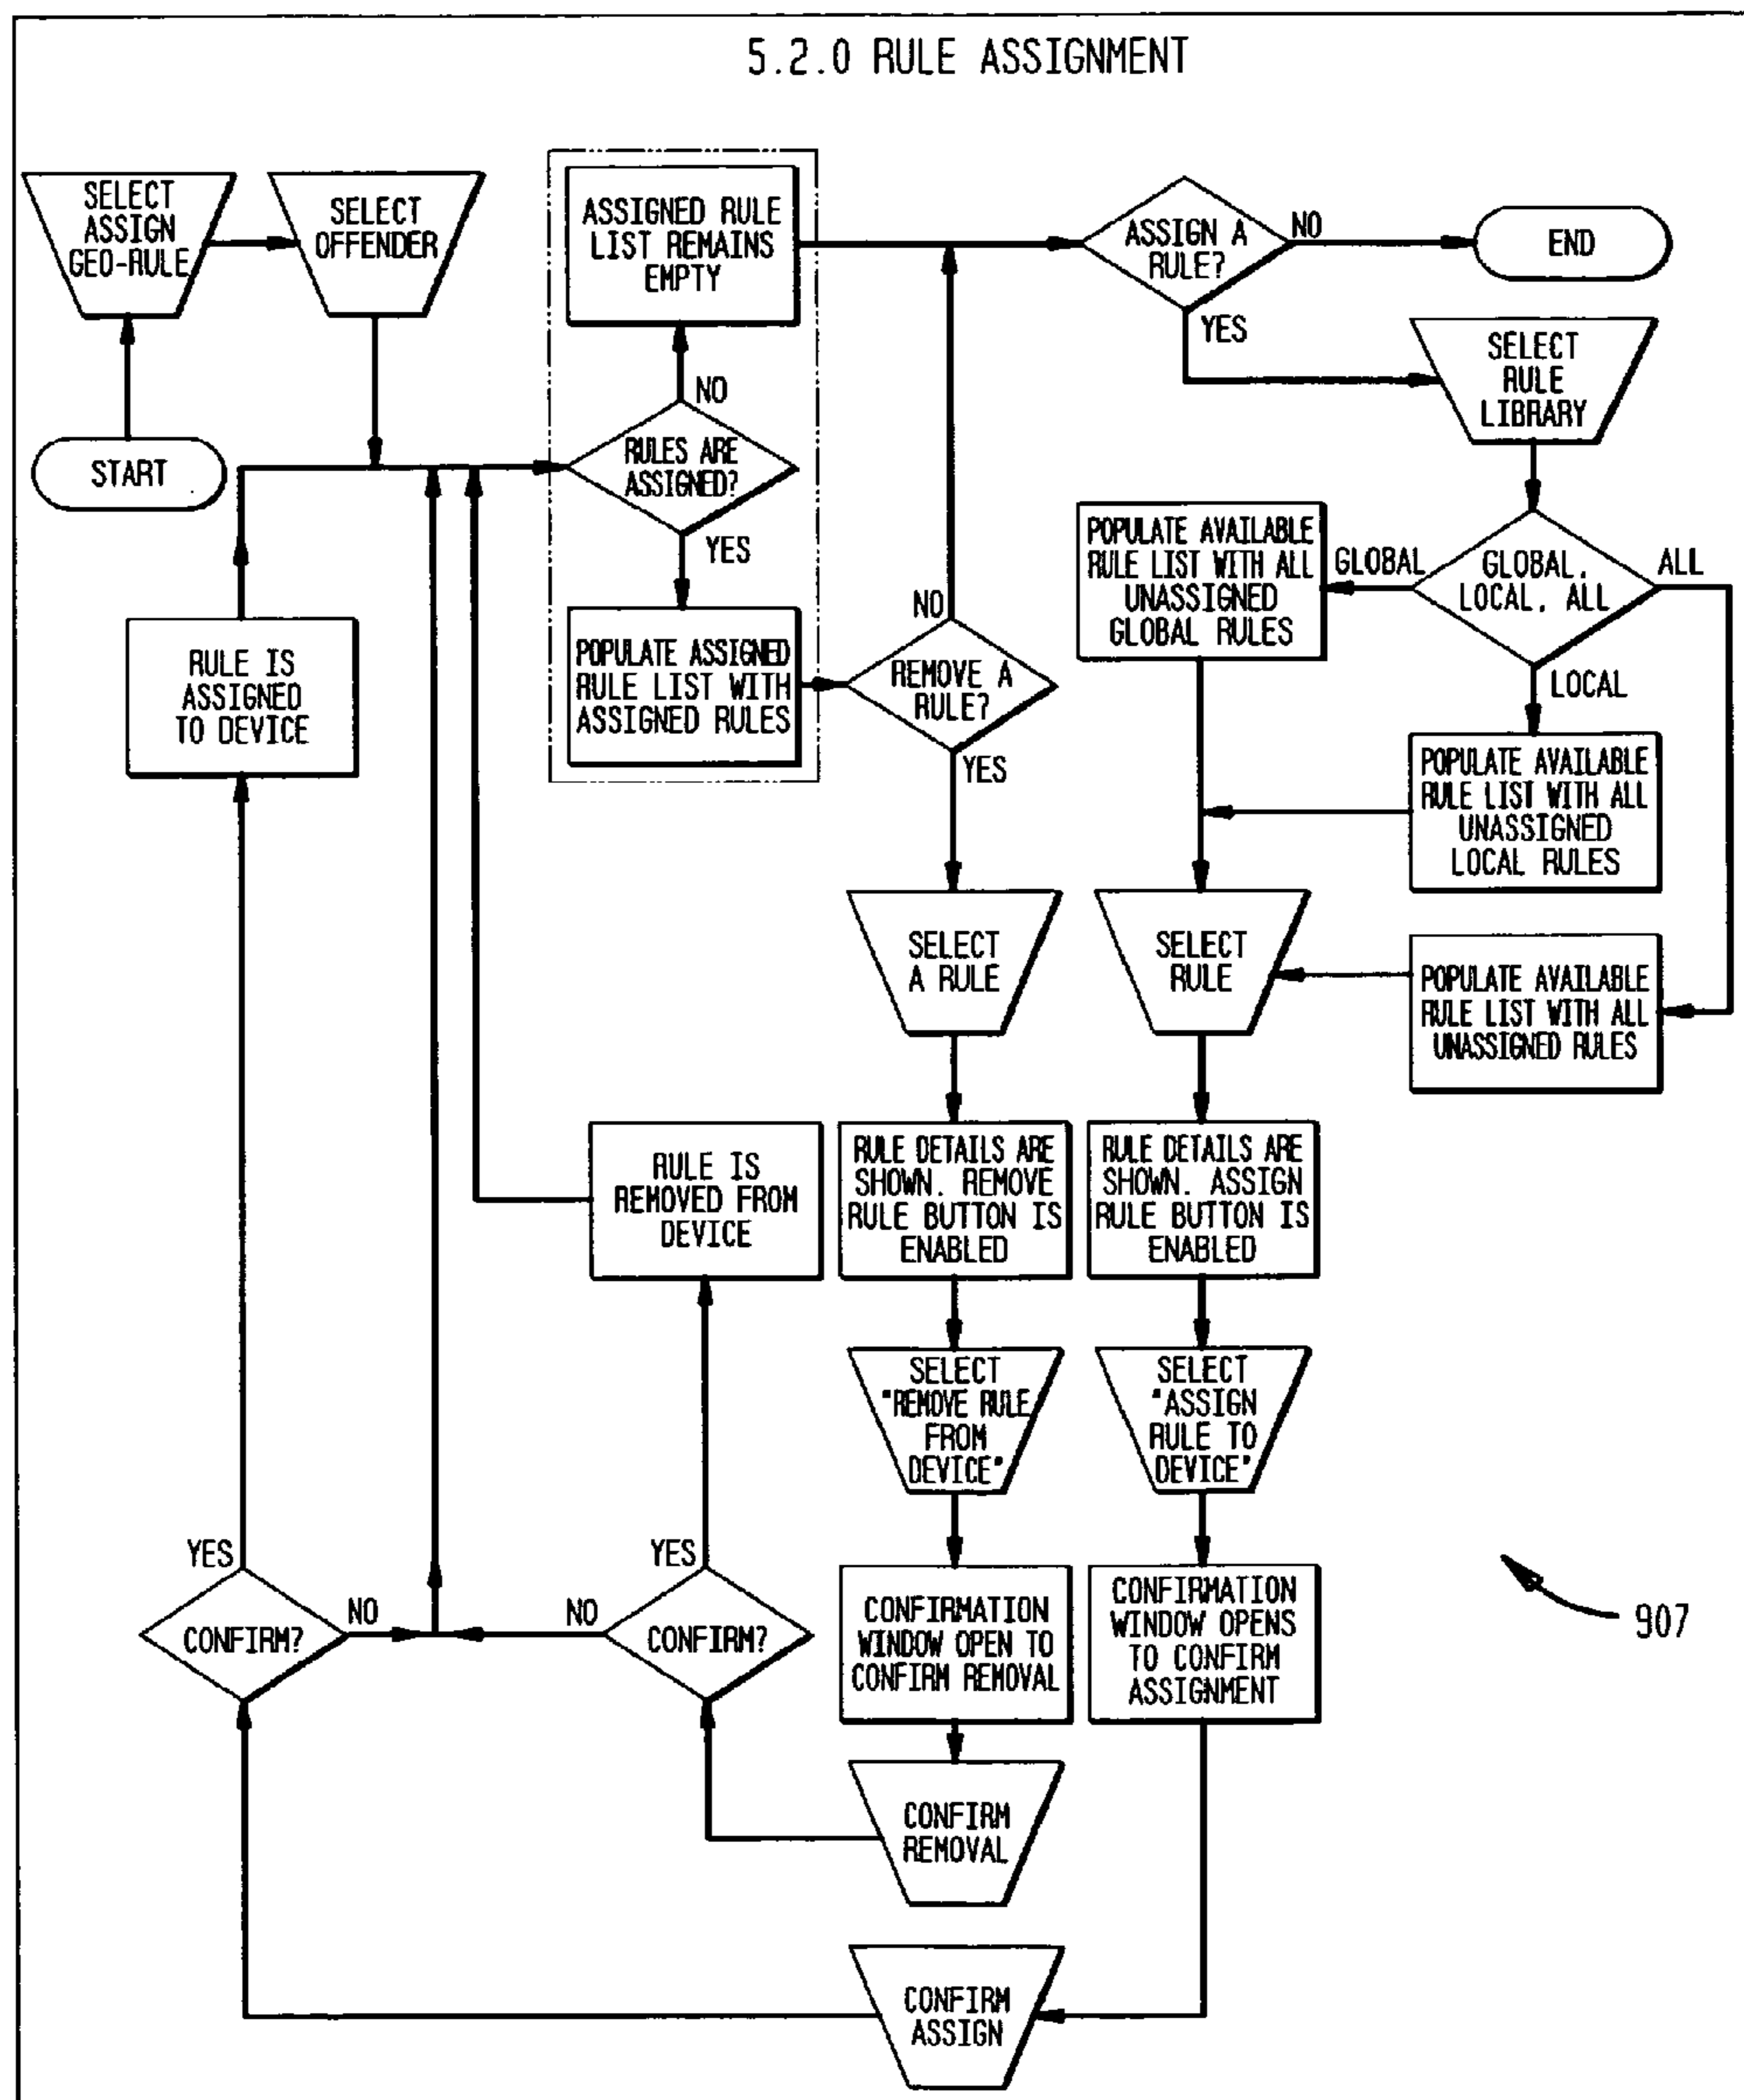 5.2.0 RULE ASSIGNMENT
SELECT
ASSIGN
GEO-RULE
SELECT
OFFENDER
START
ASSIGNED RULE
LIST REMAINS
EMPTY
NO
RULES ARE
ASSIGNED?
YES
POPULATE ASSIGNED
RULE LIST WITH
ASSIGNED RULES
ASSIGN A
RULE?
NO
END
YES
SELECT
RULE
LIBRARY
GLOBAL,
LOCAL, ALL
GLOBAL
ALL
LOCAL
POPULATE AVAILABLE
RULE LIST WITH ALL
UNASSIGNED
GLOBAL RULES
POPULATE AVAILABLE
RULE LIST WITH ALL
UNASSIGNED
LOCAL RULES
POPULATE AVAILABLE
RULE LIST WITH ALL
UNASSIGNED RULES
NO
REMOVE A
RULE?
YES
RULE IS
ASSIGNED
TO DEVICE
SELECT
A RULE
SELECT
RULE
RULE IS
REMOVED FROM
DEVICE
RULE DETAILS ARE
SHOWN. REMOVE
RULE BUTTON IS
ENABLED
RULE DETAILS ARE
SHOWN. ASSIGN
RULE BUTTON IS
ENABLED
SELECT
"REMOVE RULE
FROM
DEVICE"
SELECT
"ASSIGN
RULE TO
DEVICE"
YES
CONFIRM?
NO
YES
NO
CONFIRM?
CONFIRMATION
WINDOW OPEN TO
CONFIRM REMOVAL
CONFIRMATION
WINDOW OPENS
TO CONFIRM
ASSIGNMENT
907
CONFIRM
REMOVAL
CONFIRM
ASSIGN